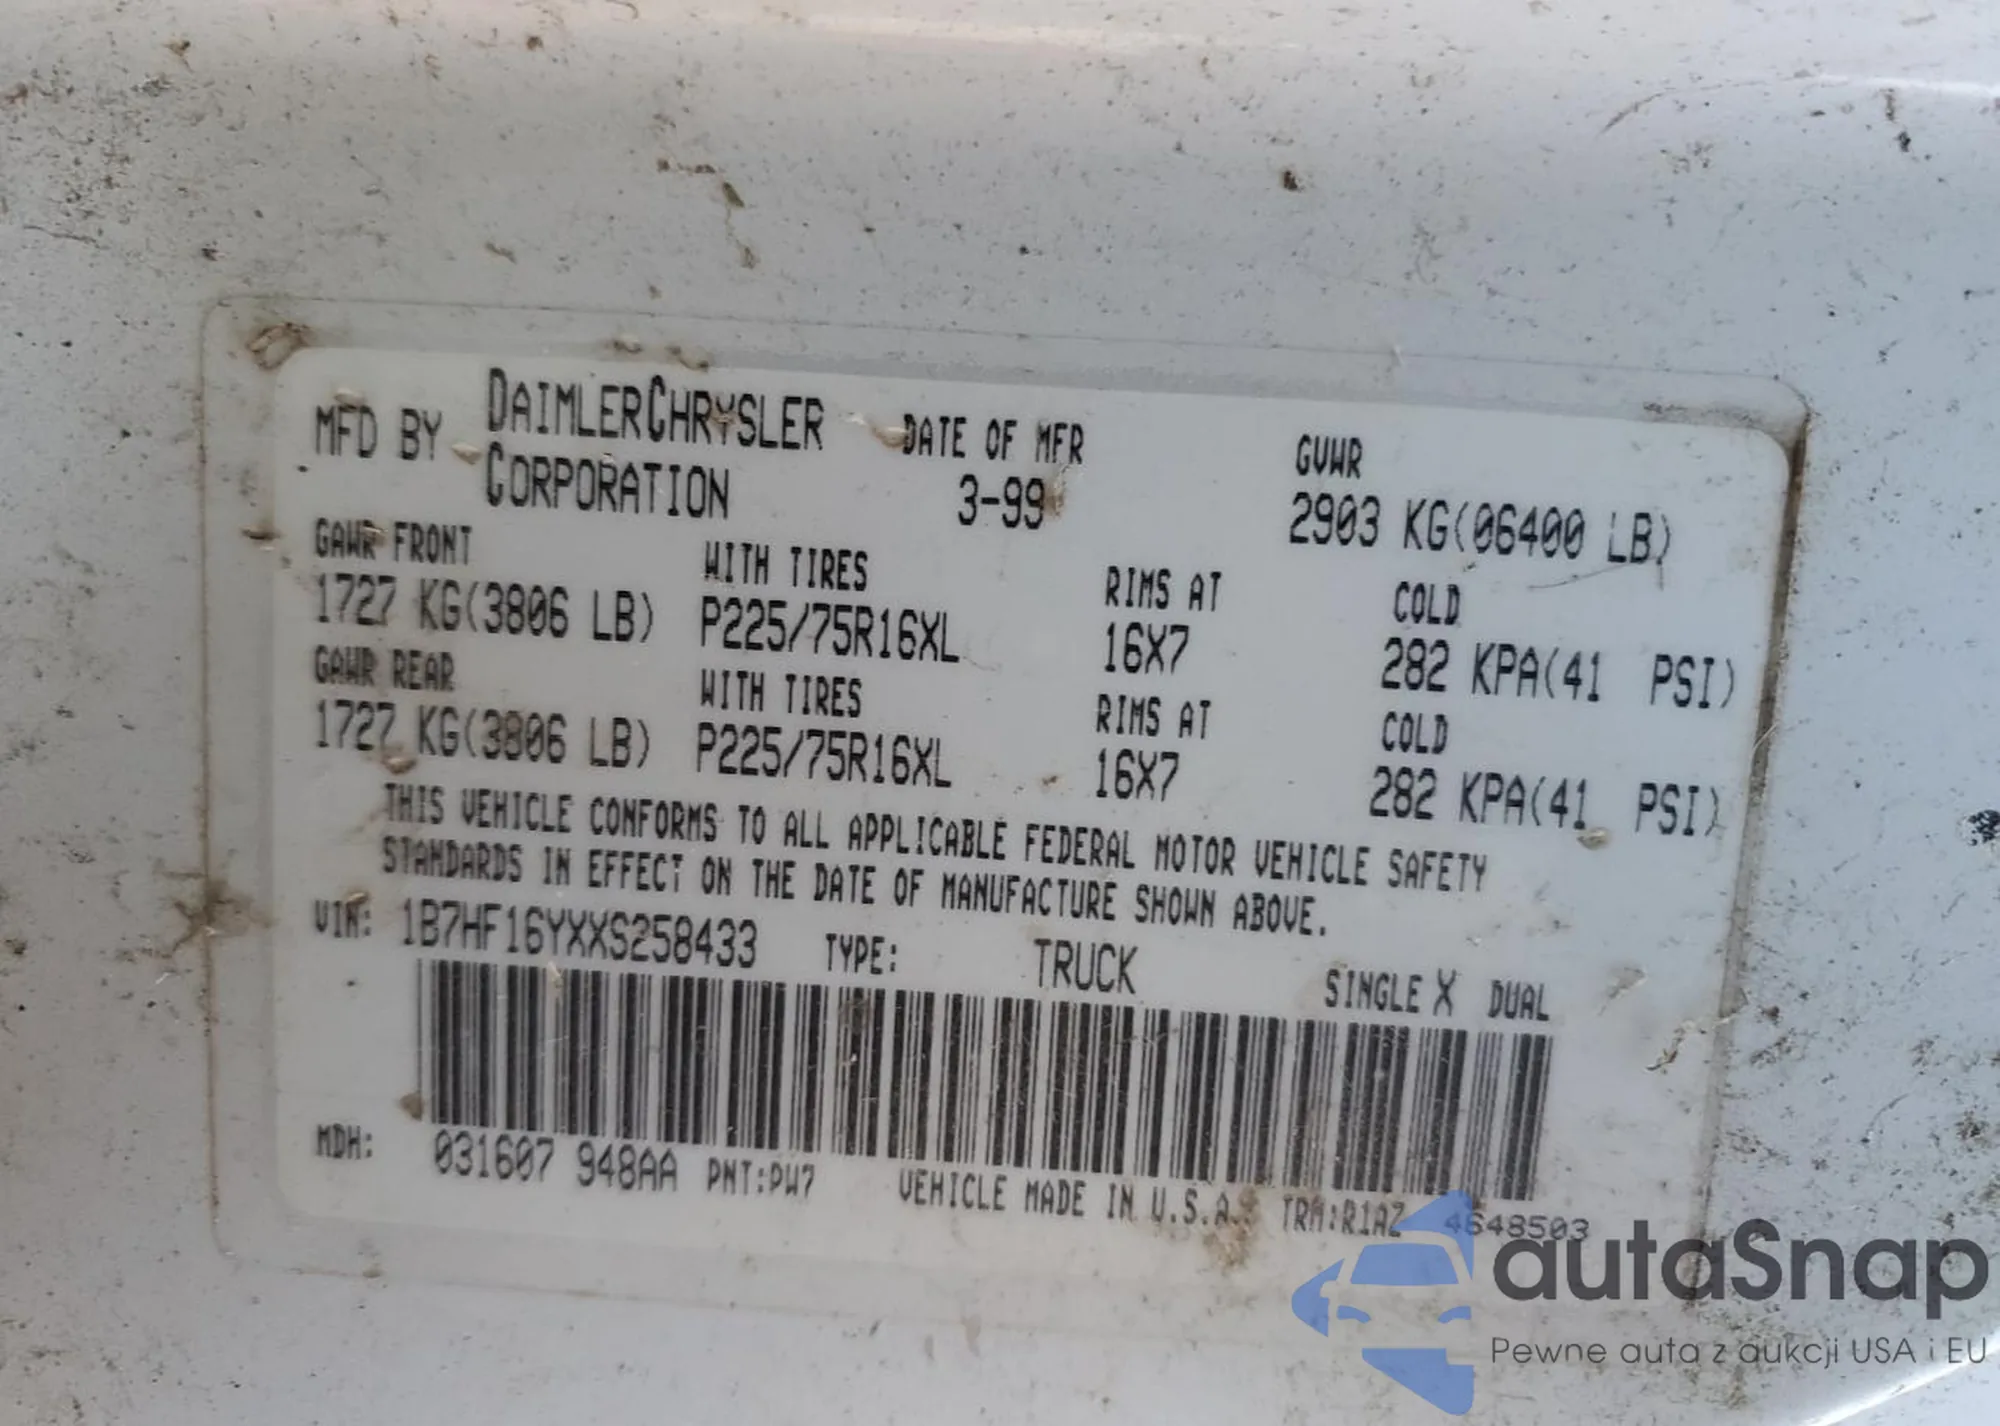 MFD BY DAIMLERCHRYSLER CORPORATION DATE OF MFR 3-99 GVWR 2903 KG(06400 LB)
GAWR FRONT WITH TIRES RIMS AT COLD
1727 KG(3806 LB) P225/75R16XL 16X7 282 KPA(41 PSI)
GAWR REAR WITH TIRES RIMS AT COLD
1727 KG(3806 LB) P225/75R16XL 16X7 282 KPA(41 PSI)
THIS VEHICLE CONFORMS TO ALL APPLICABLE FEDERAL MOTOR VEHICLE SAFETY
STANDARDS IN EFFECT ON THE DATE OF MANUFACTURE SHOWN ABOVE.
VIN: 1B7HF16YXXS258433 TYPE: TRUCK SINGLE X DUAL
MDH: 031607 948AA PNT:PW7 VEHICLE MADE IN U.S.A. TRM:R1AZ 4648503
autaSnap
Pewne auta z aukcji USA i EU